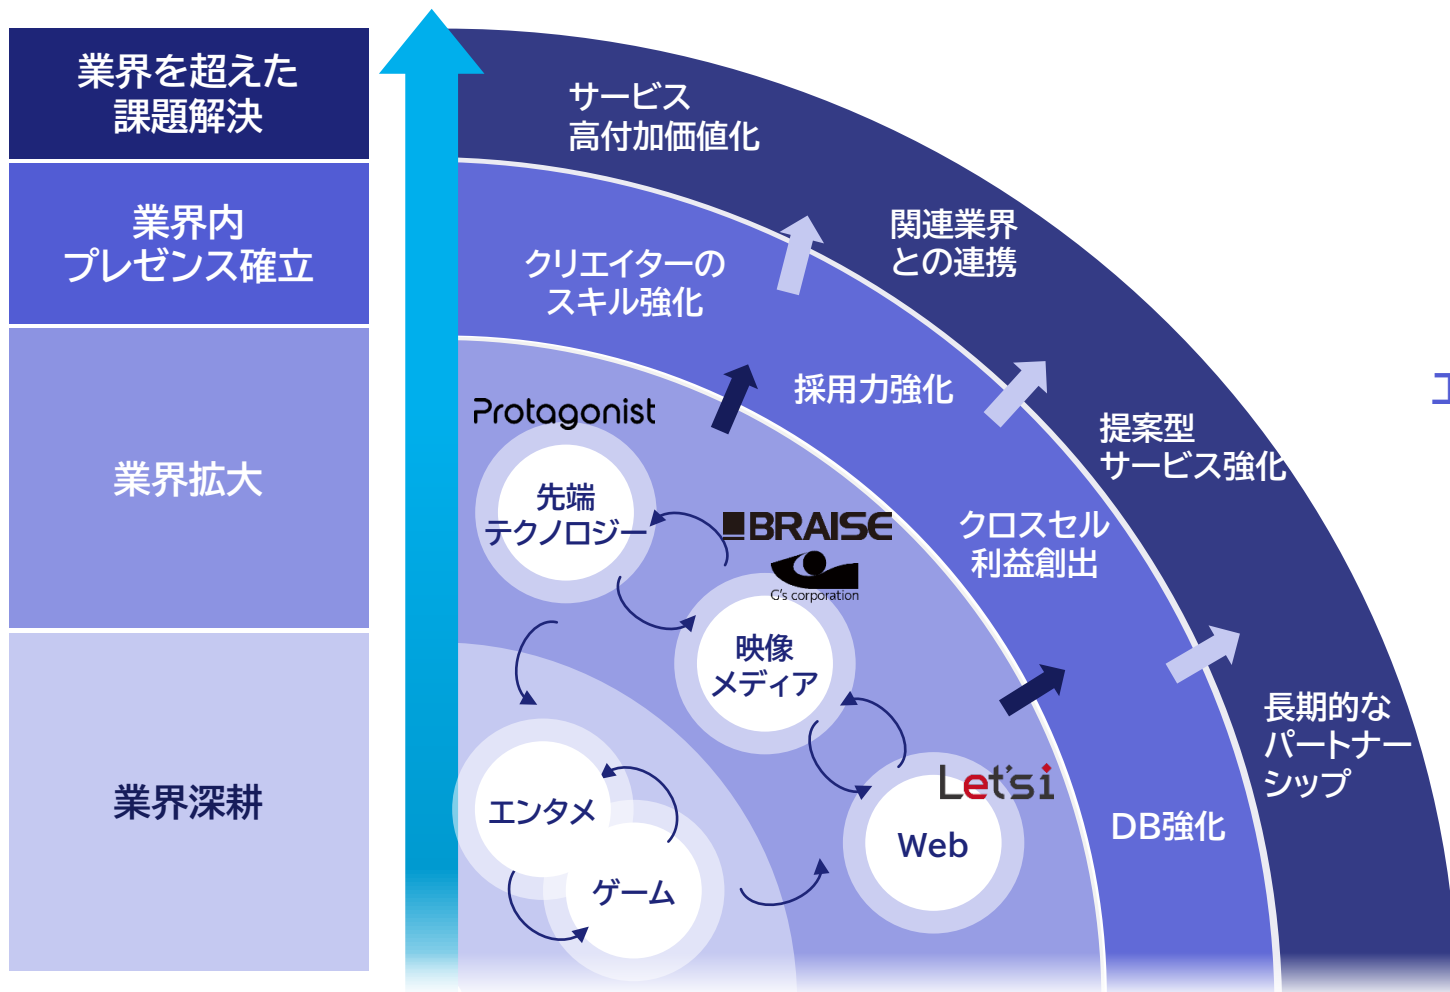 業界を超えた
課題解決
業界内
プレゼンス確立
業界拡大
業界深耕
サービス
高付加価値化
関連業界
との連携
提案型
サービス強化
長期的な
パートナー
シップ
クリエイターの
スキル強化
採用力強化
クロスセル
利益創出
DB強化
Protagonist
先端
テクノロジー
BRAISE
G's corporation
映像
メディア
Let'si
Web
エンタメ
ゲーム